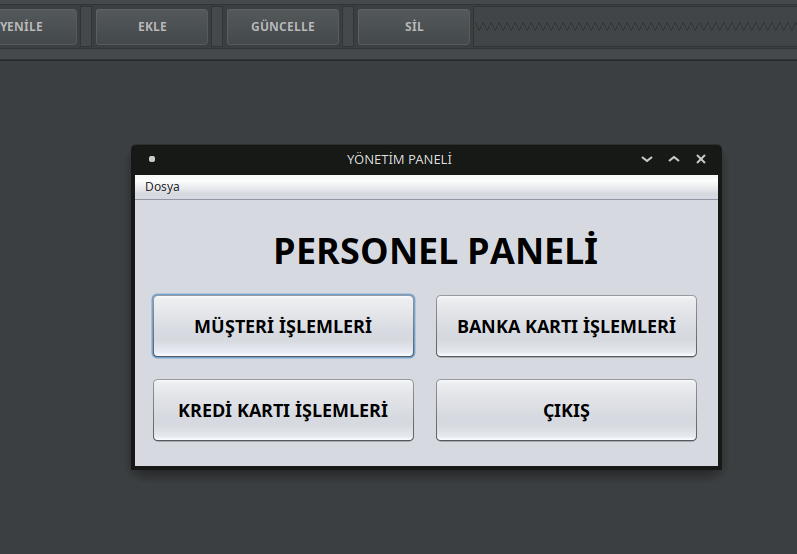 YENİLE EKLE GÜNCELLE SİL
YÖNETİM PANELİ
Dosya
PERSONEL PANELİ
MÜŞTERİ İŞLEMLERİ BANKA KARTI İŞLEMLERİ
KREDİ KARTI İŞLEMLERİ ÇIKIŞ